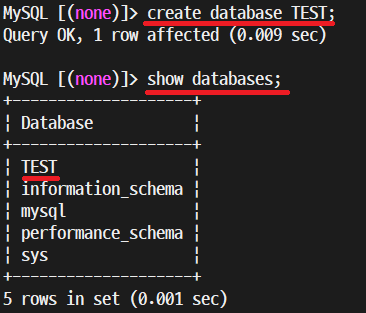 MySQL [(none)]> create database TEST;
Query OK, 1 row affected (0.009 sec)
MySQL [(none)]> show databases;
+--------------------+
¦ Database           ¦
+--------------------+
¦ TEST               ¦
¦ information_schema ¦
¦ mysql              ¦
¦ performance_schema ¦
¦ sys                ¦
+--------------------+
5 rows in set (0.001 sec)